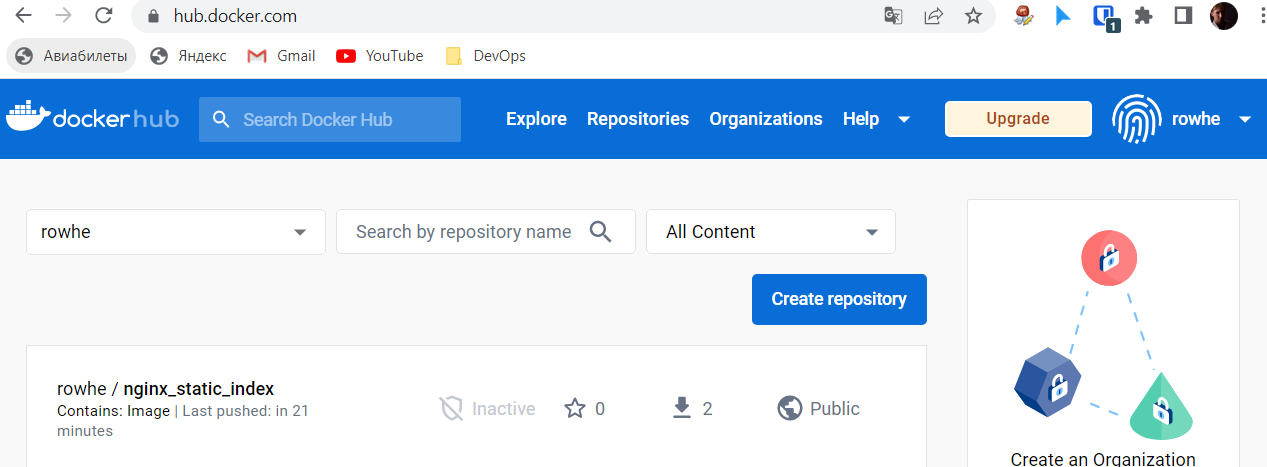 hub.docker.com
1
Авиабилеты Яндекс Gmail YouTube DevOps
docker hub Search Docker Hub Explore Repositories Organizations Help Upgrade rowhe
rowhe Search by repository name All Content
Create repository
rowhe / nginx_static_index
Contains: Image | Last pushed: in 21
minutes
Inactive 0 2 Public
Create an Organization